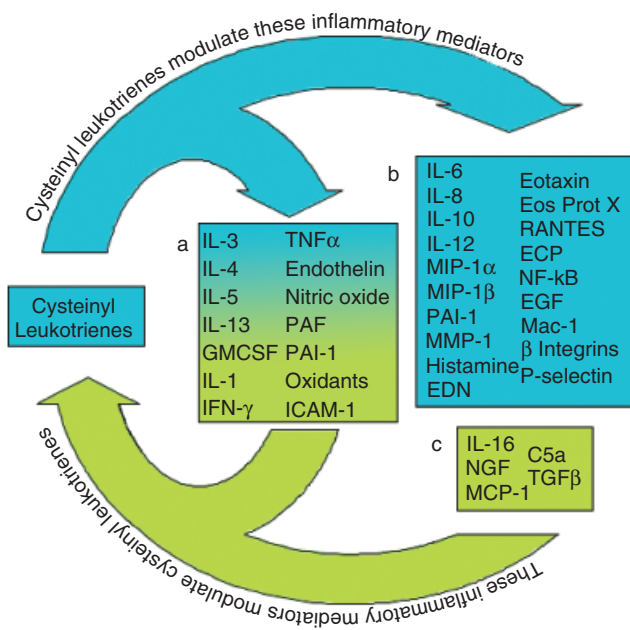 Cysteinyl leukotrienes modulate these inflammatory mediators
Cysteinyl
Leukotrienes
a
IL-3
IL-4
IL-5
IL-13
GMCSF
IL-1
IFN-γ
TNFα
Endothelin
Nitric oxide
PAF
PAI-1
Oxidants
ICAM-1
b
IL-6
IL-8
IL-10
IL-12
MIP-1α
MIP-1β
PAI-1
MMP-1
Histamine
EDN
Eotaxin
Eos Prot X
RANTES
ECP
NF-kB
EGF
Mac-1
β Integrins
P-selectin
c
IL-16
NGF
MCP-1
C5a
TGFβ
These inflammatory mediators modulate cysteinyl leukotrienes